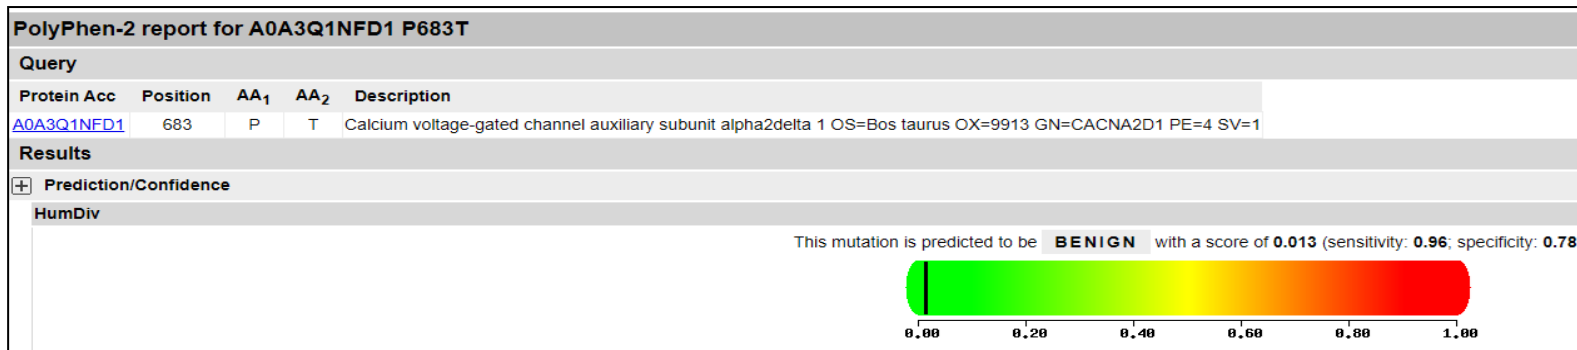 PolyPhen-2 report for A0A3Q1NFD1 P683T
Query
Protein Acc Position AA1 AA2 Description
A0A3Q1NFD1 683 P T Calcium voltage-gated channel auxiliary subunit alpha2delta 1 OS=Bos taurus OX=9913 GN=CACNA2D1 PE=4 SV=1
Results
+ Prediction/Confidence
HumDiv
This mutation is predicted to be BENIGN with a score of 0.013 (sensitivity: 0.96; specificity: 0.78
0.00 0.20 0.40 0.60 0.80 1.00